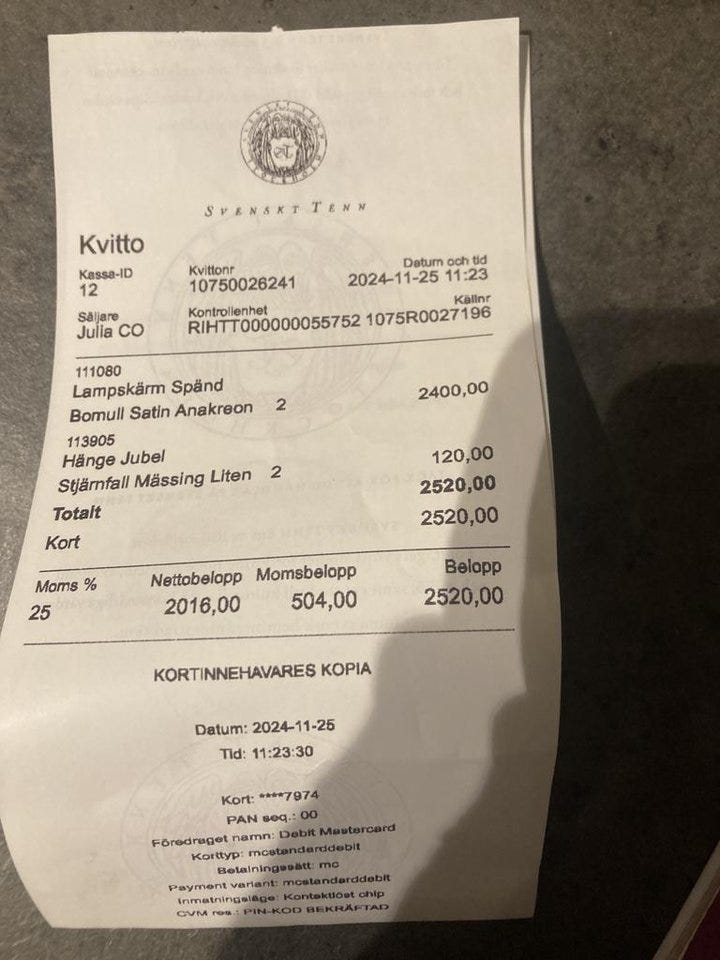 SVENSKT TENN
Kvitto
Kassa-ID Kvittonr Datum och tid
12 10750026241 2024-11-25 11:23
Säljare Kontrollenhet Källnr
Julia CO RIHTT000000055752 1075R0027196
111080
Lampskärm Spänd 2400,00
Bomull Satin Anakreon 2
113905
Hänge Jubel 120,00
Stjärnfall Mässing Liten 2
Totalt 2520,00
Kort 2520,00
Moms % Nettobelopp Momsbelopp Belopp
25 2016,00 504,00 2520,00
KORTINNEHAVARES KOPIA
Datum: 2024-11-25
Tid: 11:23:30
Kort: ****7974
PAN seq.: 00
Föredraget namn: Debit Mastercard
Korttyp: mcstandarddebit
Betalningssätt: mc
Payment variant: mcstandarddebit
Inmatningsläge: Kontaktlöst chip
CVM res.: PIN-KOD BEKRÄFTAD